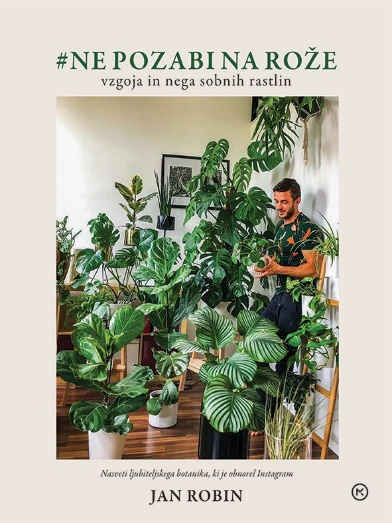 #NE POZABI NA ROŽE
vzgoja in nega sobnih rastlin
Nasveti ljubiteljskega botanika, ki je obnorel Instagram
JAN ROBIN